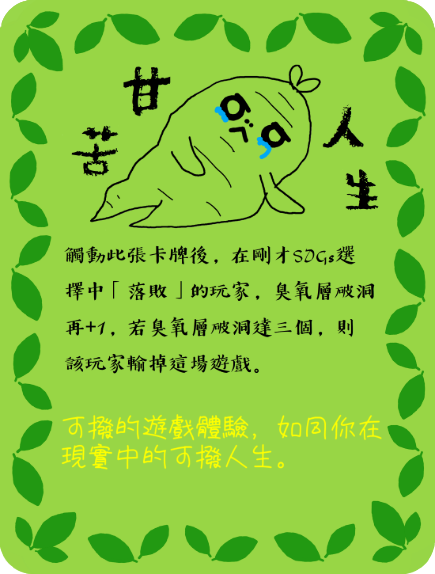 甘苦人生
觸動此張卡牌後，在剛才SDGs選
擇中「落敗」的玩家，臭氧層破洞
再+1，若臭氧層破洞達三個，則
該玩家輸掉這場遊戲。
可撥的遊戲體驗，如同你在
現實中的可撥人生。